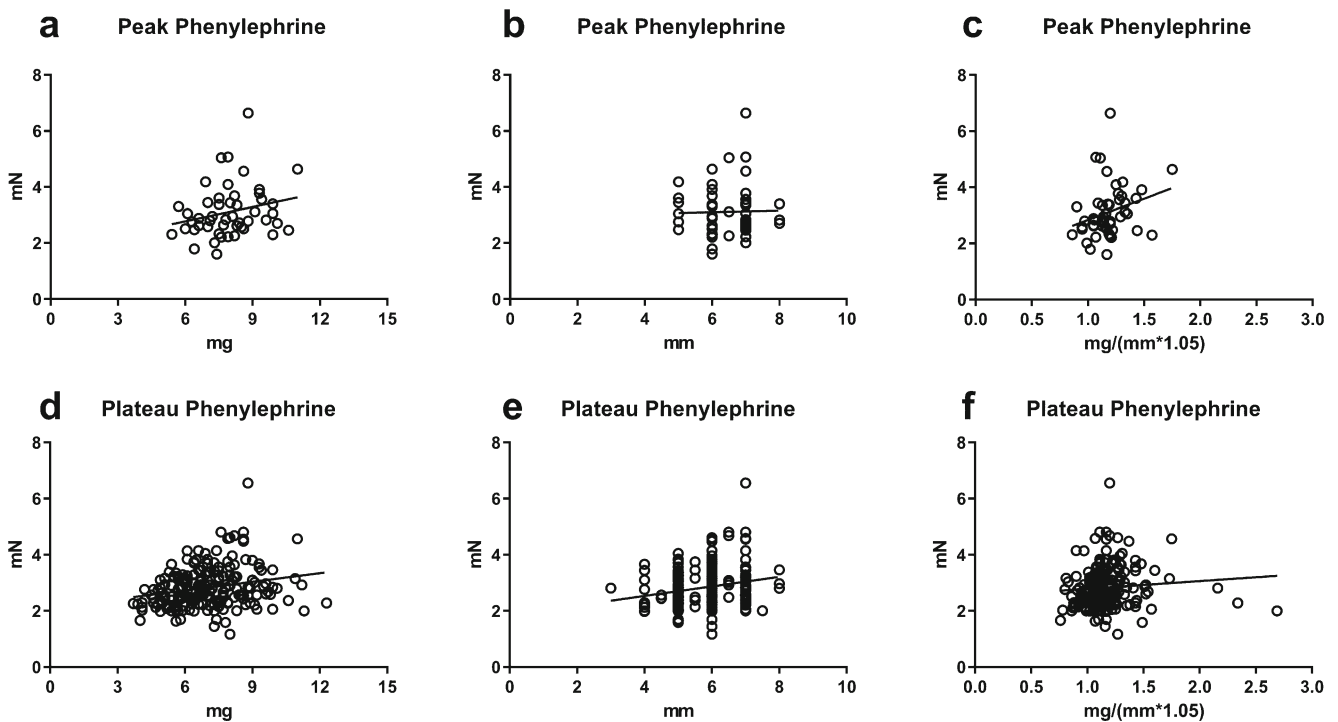 a Peak Phenylephrine
8
6
4
2
0
mN
0 3 6 9 12 15
mg
b Peak Phenylephrine
8
6
4
2
0
mN
0 2 4 6 8 10
mm
c Peak Phenylephrine
8
6
4
2
0
mN
0.0 0.5 1.0 1.5 2.0 2.5 3.0
mg/(mm*1.05)
d Plateau Phenylephrine
8
6
4
2
0
mN
0 3 6 9 12 15
mg
e Plateau Phenylephrine
8
6
4
2
0
mN
0 2 4 6 8 10
mm
f Plateau Phenylephrine
8
6
4
2
0
mN
0.0 0.5 1.0 1.5 2.0 2.5 3.0
mg/(mm*1.05)